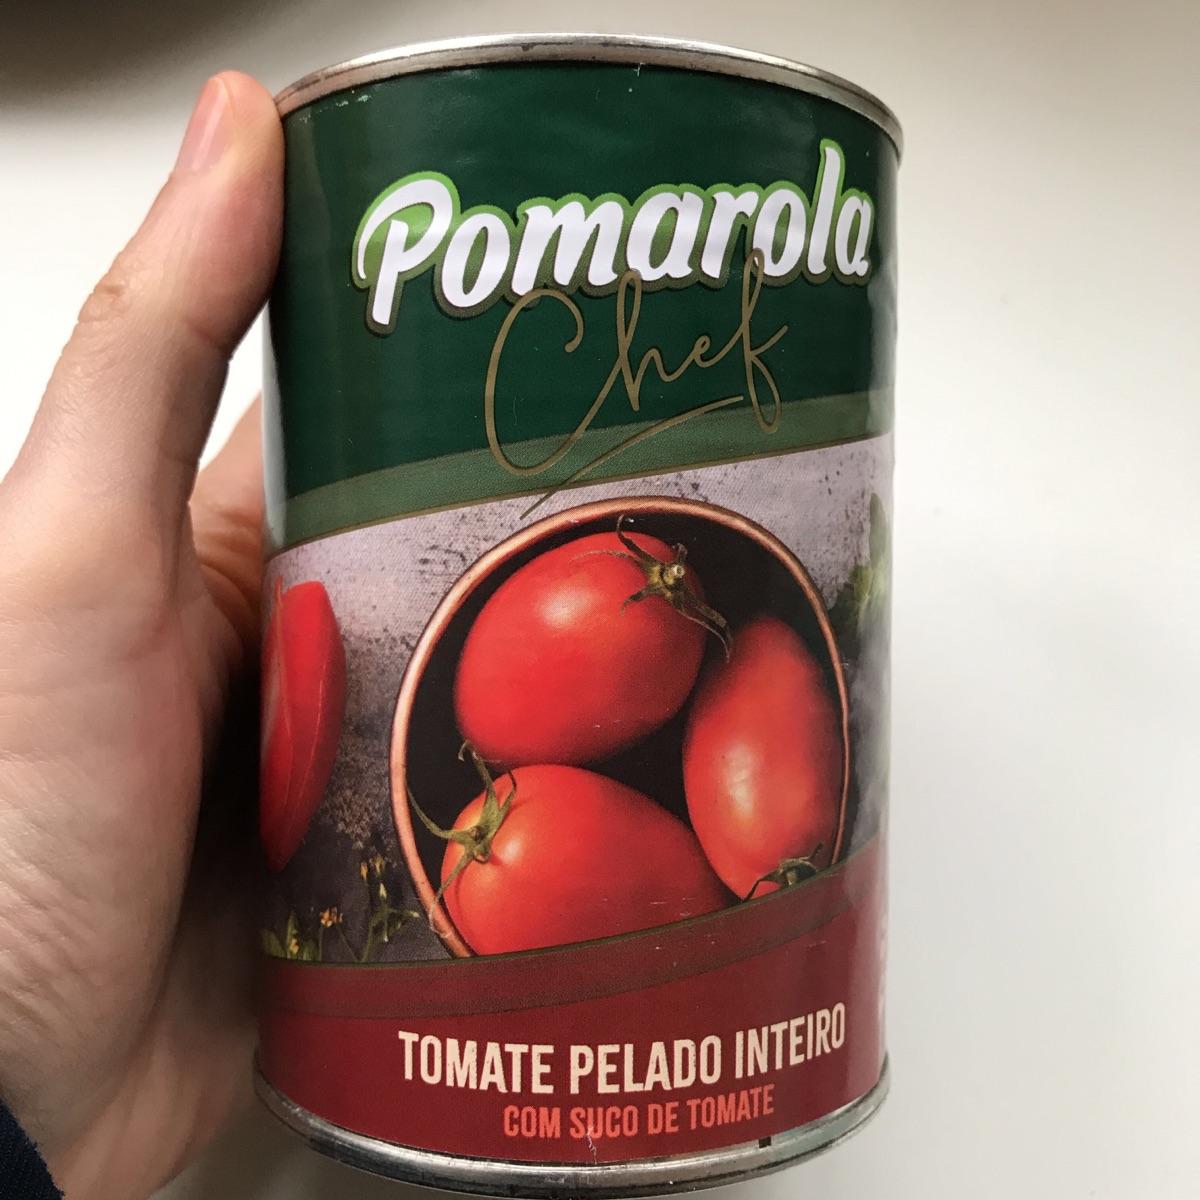 Pomarola
Chef
TOMATE PELADO INTEIRO
COM SUCO DE TOMATE